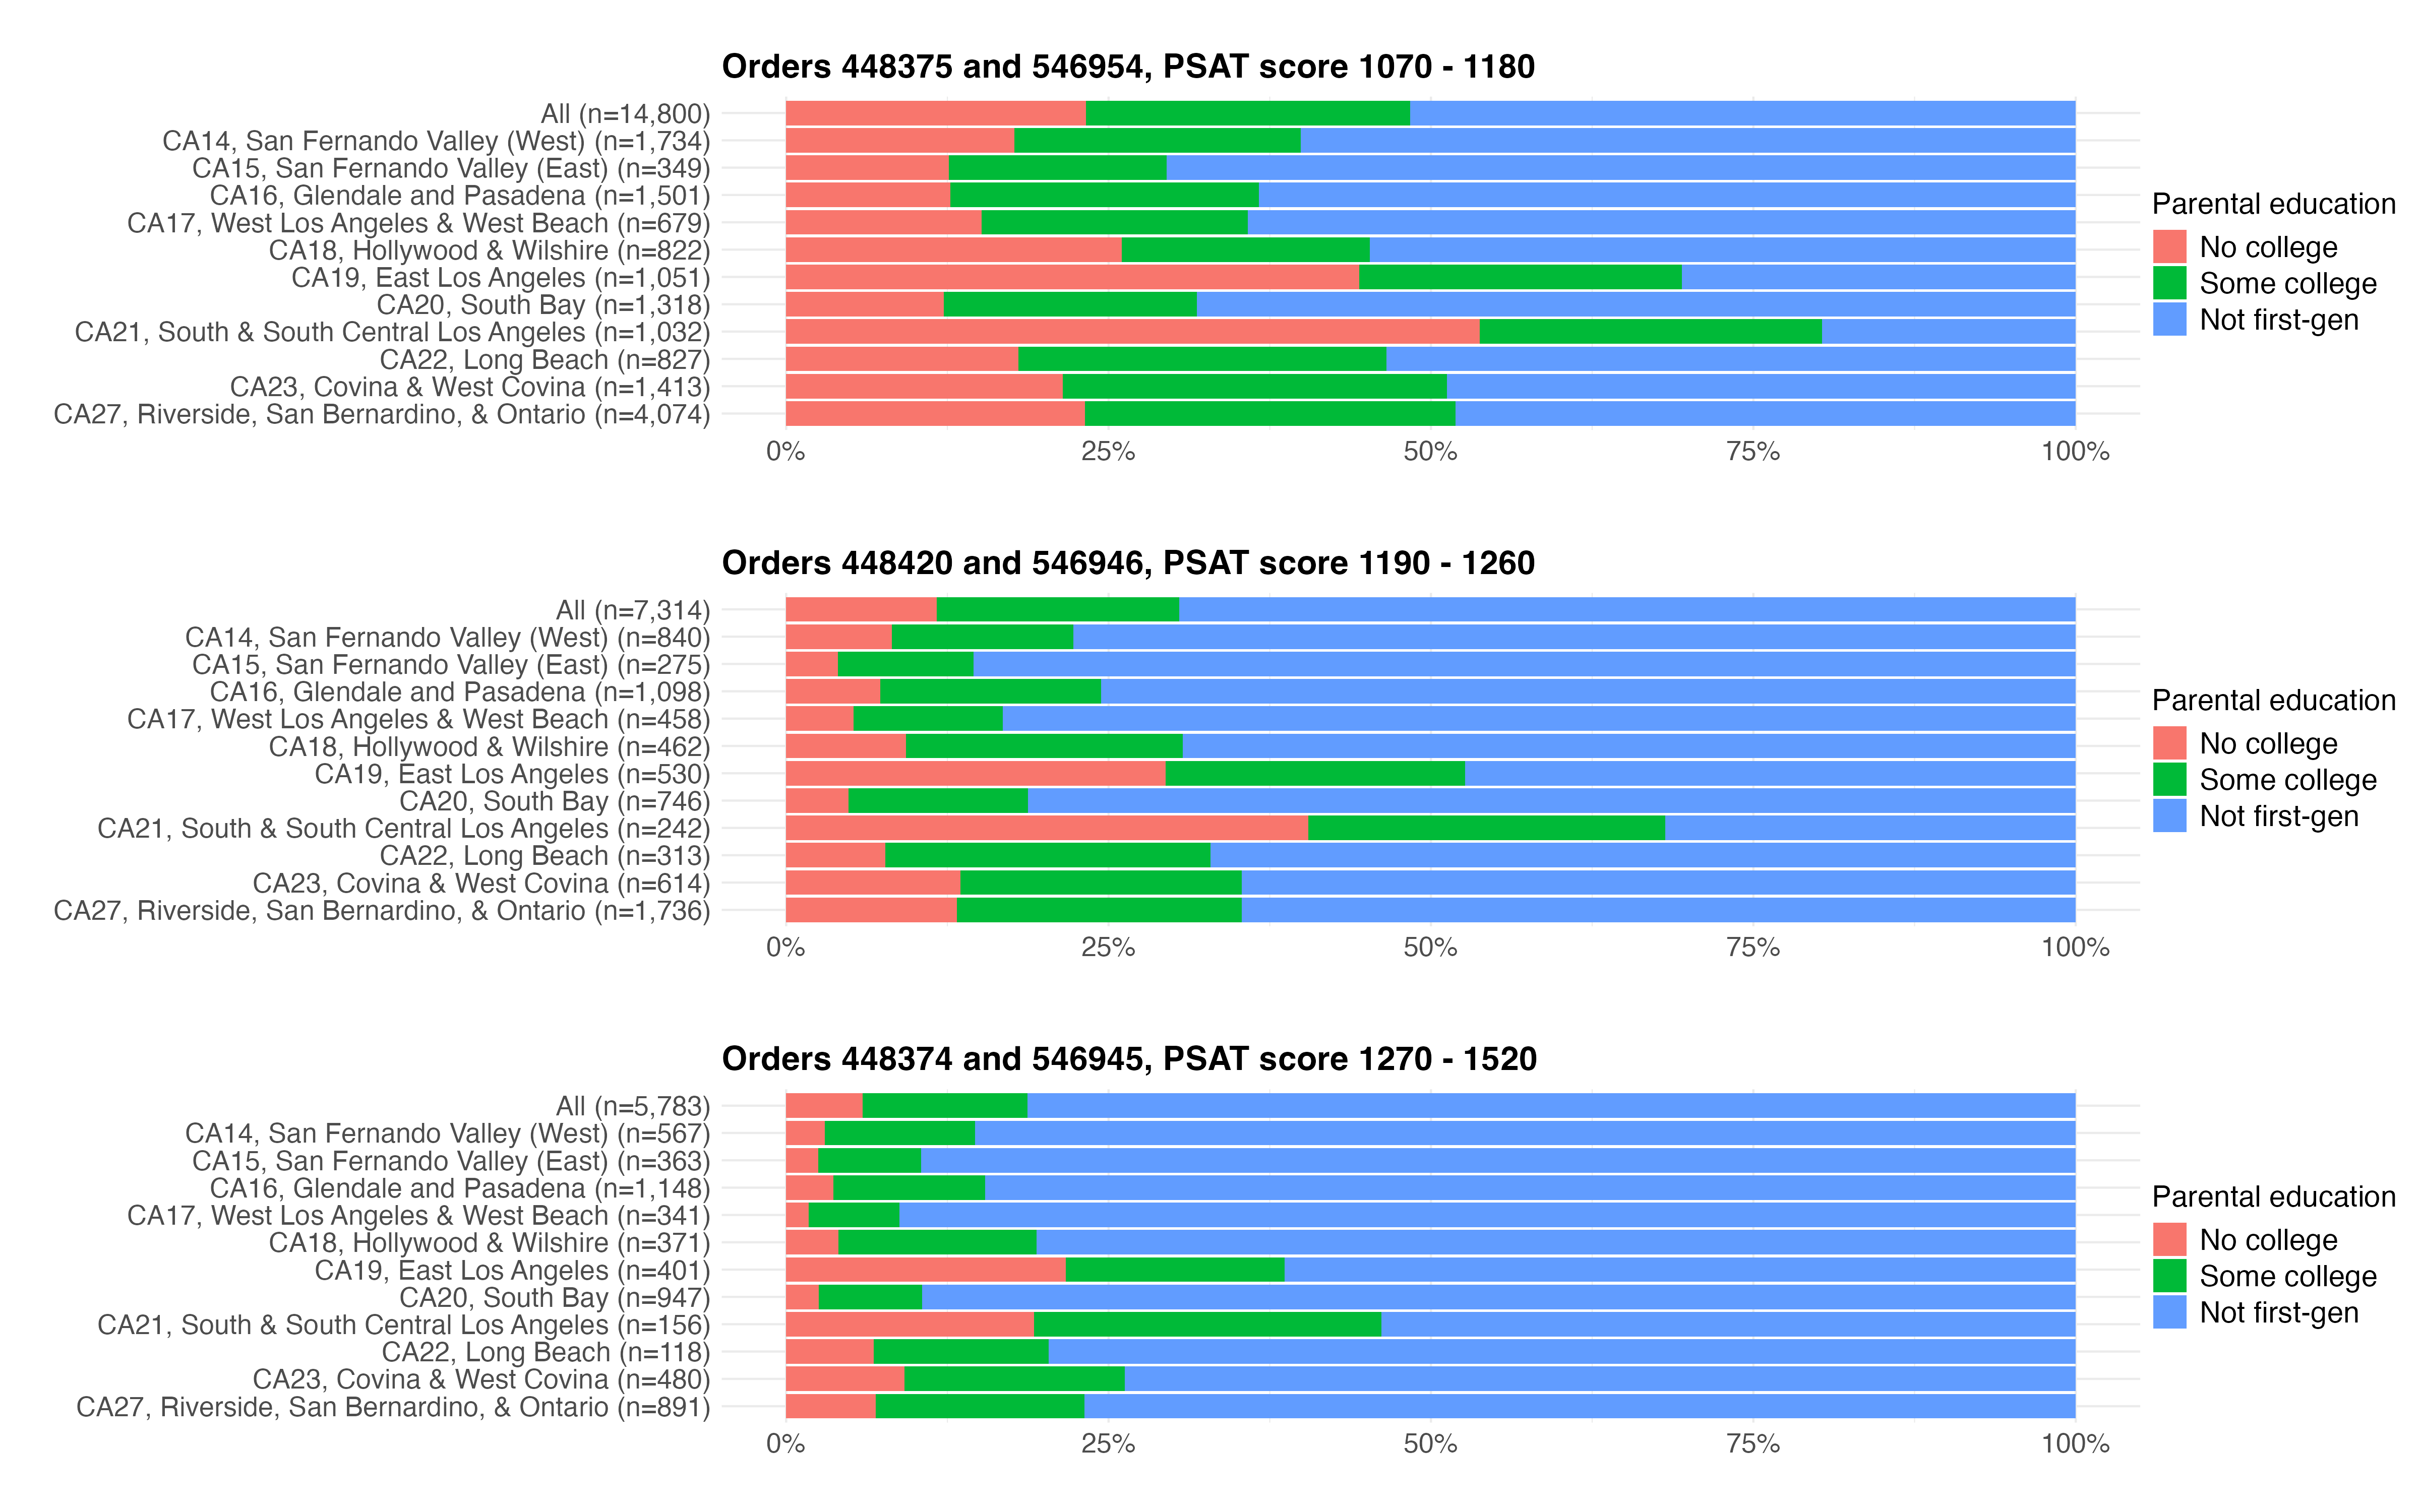 Orders 448375 and 546954, PSAT score 1070 - 1180
All (n=14,800)
CA14, San Fernando Valley (West) (n=1,734)
CA15, San Fernando Valley (East) (n=349)
CA16, Glendale and Pasadena (n=1,501)
CA17, West Los Angeles & West Beach (n=679)
CA18, Hollywood & Wilshire (n=822)
CA19, East Los Angeles (n=1,051)
CA20, South Bay (n=1,318)
CA21, South & South Central Los Angeles (n=1,032)
CA22, Long Beach (n=827)
CA23, Covina & West Covina (n=1,413)
CA27, Riverside, San Bernardino, & Ontario (n=4,074)
0% 25% 50% 75% 100%
Parental education
No college
Some college
Not first-gen
Orders 448420 and 546946, PSAT score 1190 - 1260
All (n=7,314)
CA14, San Fernando Valley (West) (n=840)
CA15, San Fernando Valley (East) (n=275)
CA16, Glendale and Pasadena (n=1,098)
CA17, West Los Angeles & West Beach (n=458)
CA18, Hollywood & Wilshire (n=462)
CA19, East Los Angeles (n=530)
CA20, South Bay (n=746)
CA21, South & South Central Los Angeles (n=242)
CA22, Long Beach (n=313)
CA23, Covina & West Covina (n=614)
CA27, Riverside, San Bernardino, & Ontario (n=1,736)
0% 25% 50% 75% 100%
Parental education
No college
Some college
Not first-gen
Orders 448374 and 546945, PSAT score 1270 - 1520
All (n=5,783)
CA14, San Fernando Valley (West) (n=567)
CA15, San Fernando Valley (East) (n=363)
CA16, Glendale and Pasadena (n=1,148)
CA17, West Los Angeles & West Beach (n=341)
CA18, Hollywood & Wilshire (n=371)
CA19, East Los Angeles (n=401)
CA20, South Bay (n=947)
CA21, South & South Central Los Angeles (n=156)
CA22, Long Beach (n=118)
CA23, Covina & West Covina (n=480)
CA27, Riverside, San Bernardino, & Ontario (n=891)
0% 25% 50% 75% 100%
Parental education
No college
Some college
Not first-gen